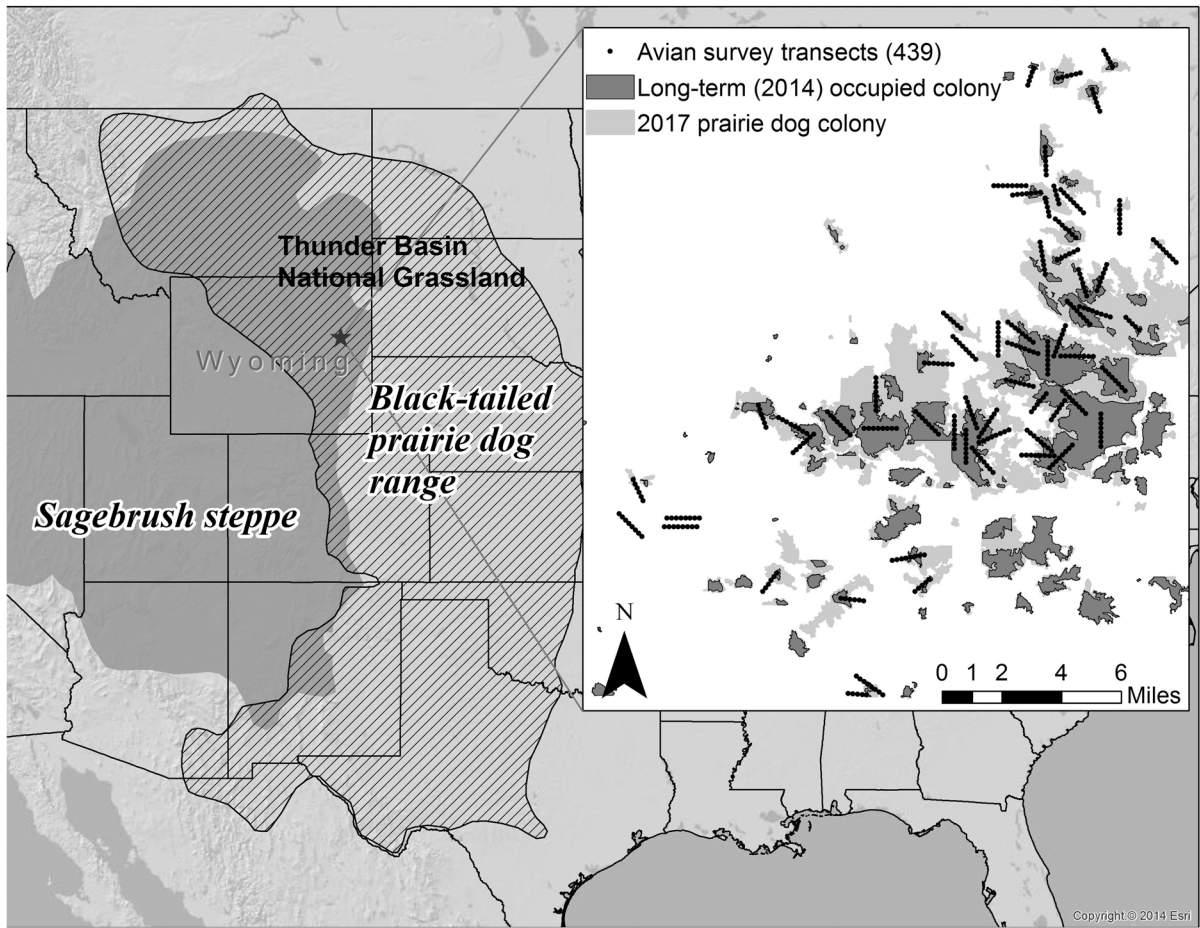 Avian survey transects (439)
Long-term (2014) occupied colony
2017 prairie dog colony
Thunder Basin
National Grassland
Wyoming
Black-tailed
prairie dog
range
Sagebrush steppe
N
0 1 2 4 6
Miles
Copyright © 2014 Esri